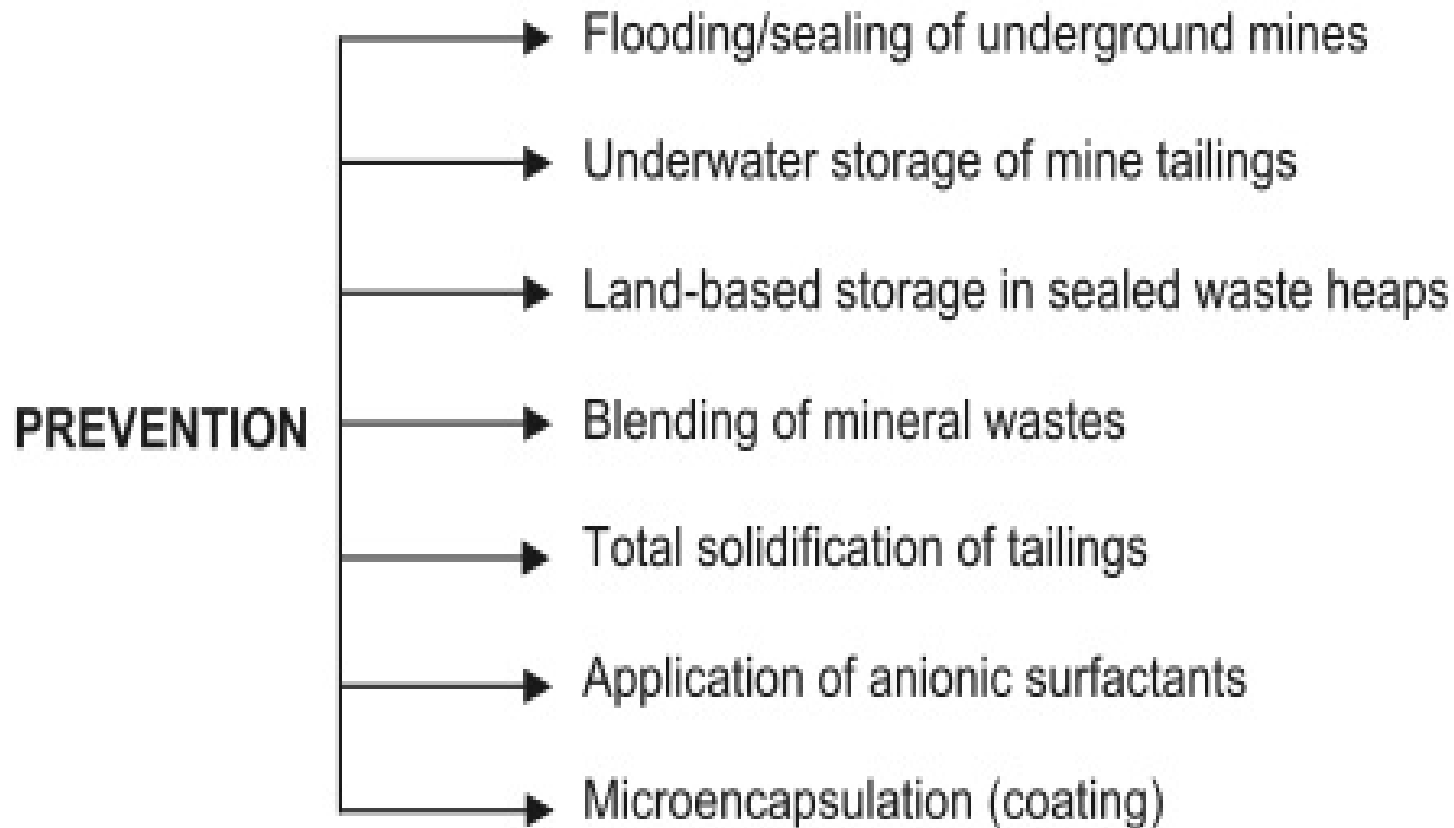 PREVENTION
Flooding/sealing of underground mines
Underwater storage of mine tailings
Land-based storage in sealed waste heaps
Blending of mineral wastes
Total solidification of tailings
Application of anionic surfactants
Microencapsulation (coating)